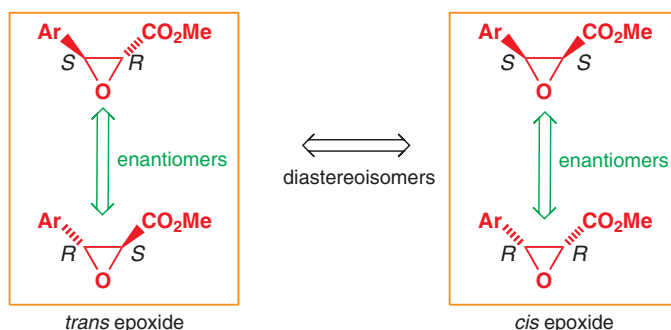 Ar CO2Me Ar CO2Me
S R S S
O O
enantiomers enantiomers
diastereoisomers
Ar CO2Me Ar CO2Me
R S R R
O O
trans epoxide cis epoxide